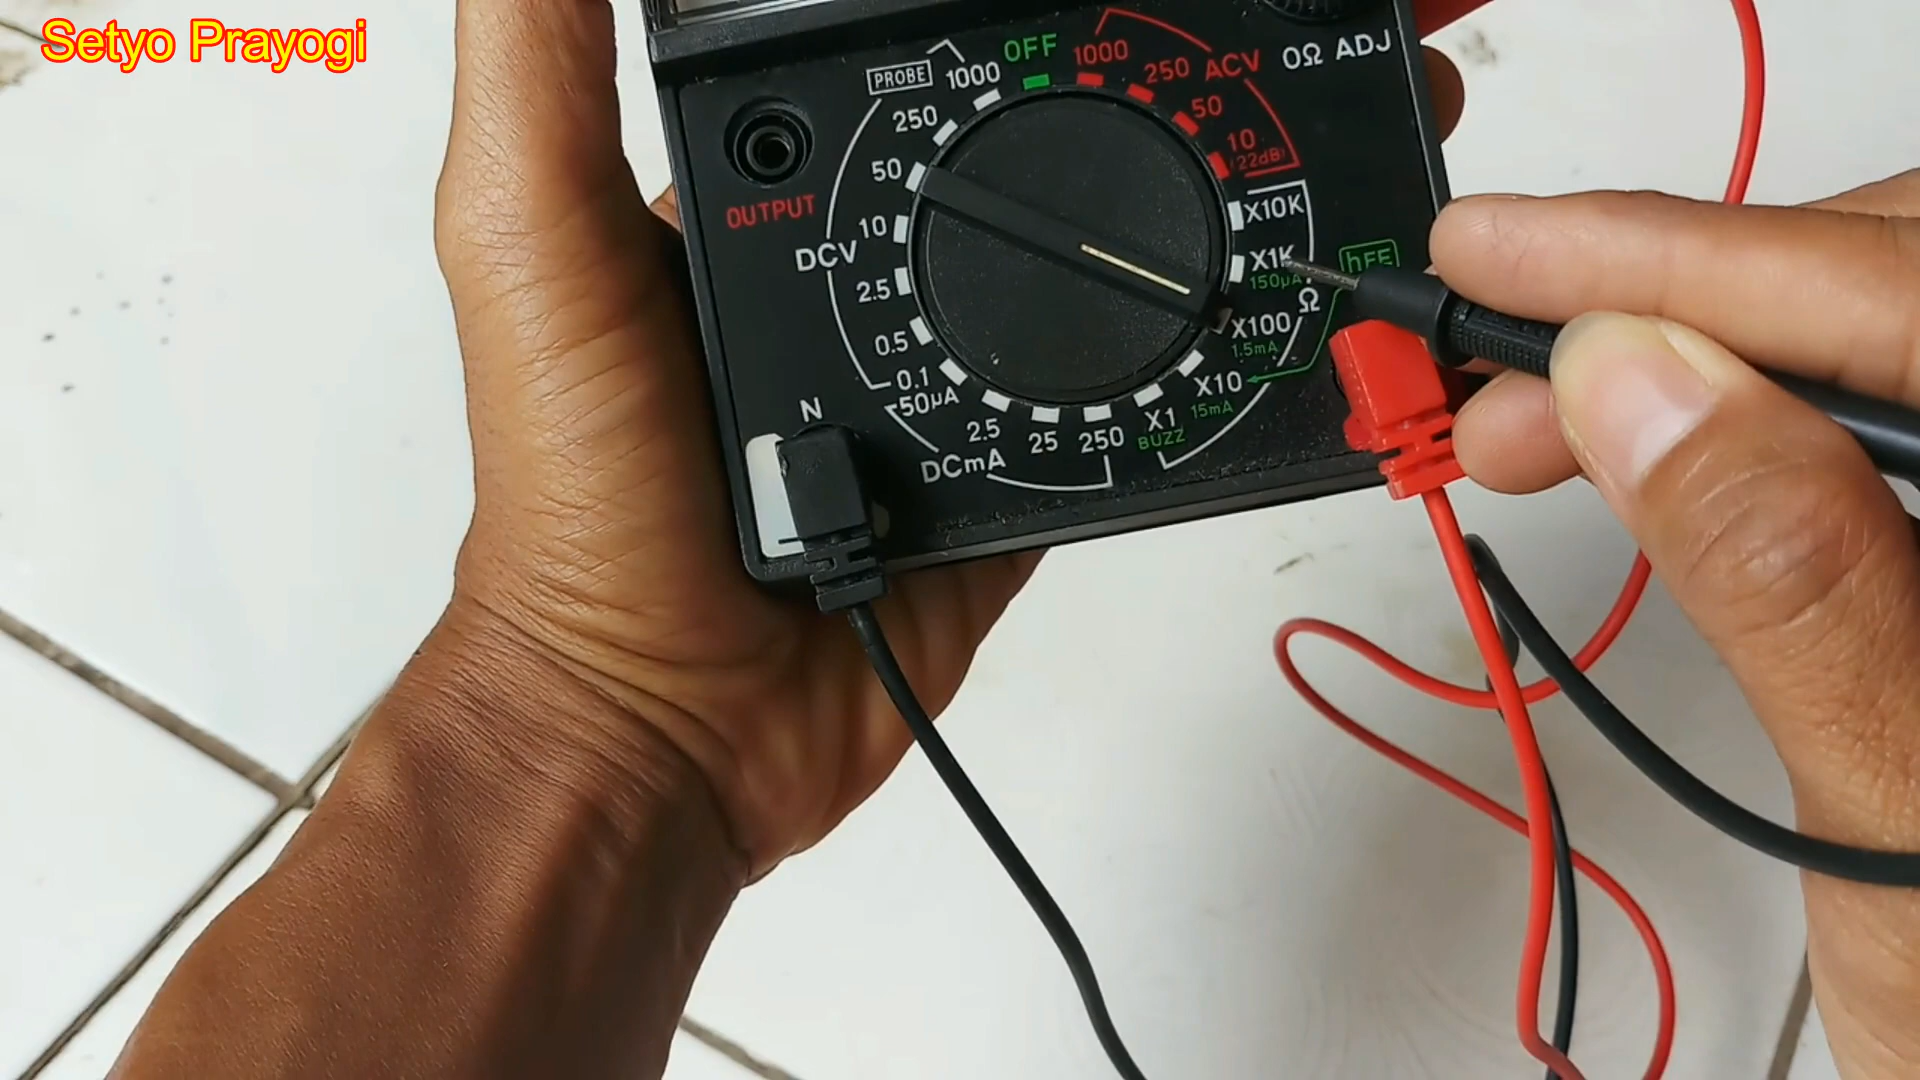 Setyo Prayogi
OFF
1000
250
ACV
50
10
(22dB)
0Ω ADJ
PROBE
1000
250
50
10
DCV
2.5
0.5
0.1
50µA
OUTPUT
X10K
X1K
150µA
Ω
hFE
X100
1.5mA
X10
15mA
X1
BUZZ
N
2.5
25
250
DCmA